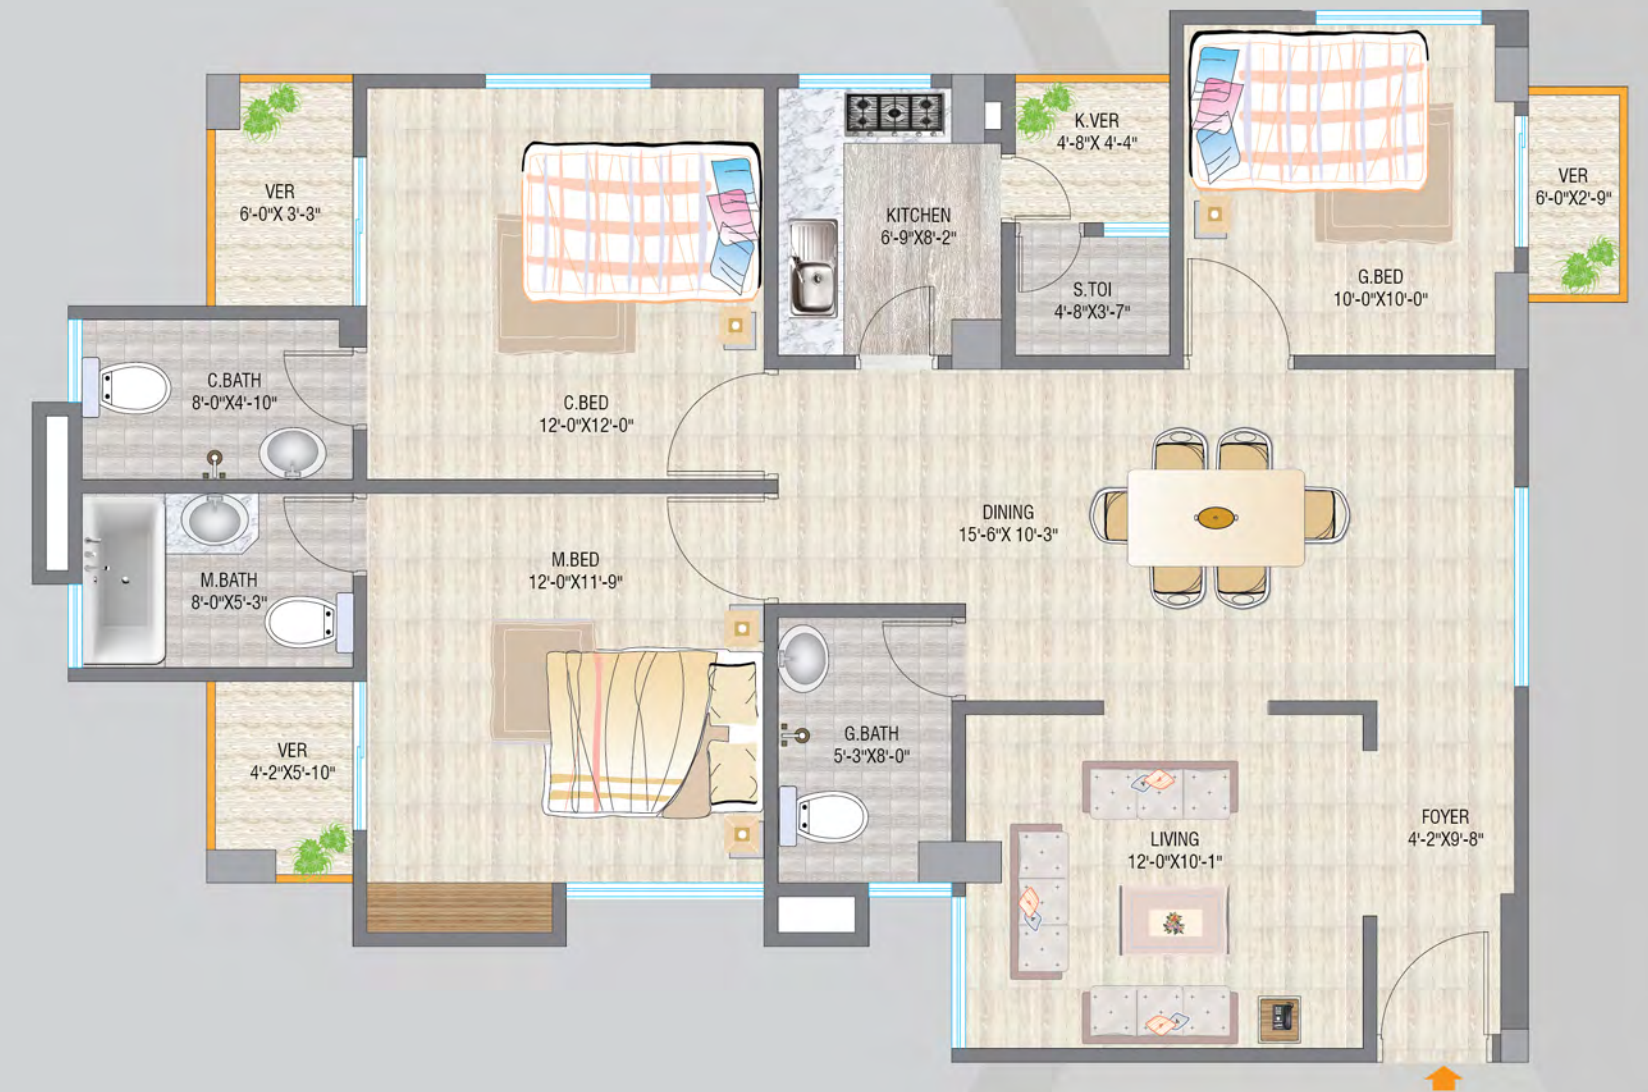 VER
6'-0"X 3'-3"
K.VER
4'-8"X 4'-4"
VER
6'-0"X2'-9"
KITCHEN
6'-9"X8'-2"
G.BED
10'-0"X10'-0"
S.TOI
4'-8"X3'-7"
C.BATH
8'-0"X4'-10"
C.BED
12'-0"X12'-0"
DINING
15'-6"X 10'-3"
M.BED
12'-0"X11'-9"
M.BATH
8'-0"X5'-3"
G.BATH
5'-3"X8'-0"
VER
4'-2"X5'-10"
FOYER
4'-2"X9'-8"
LIVING
12'-0"X10'-1"